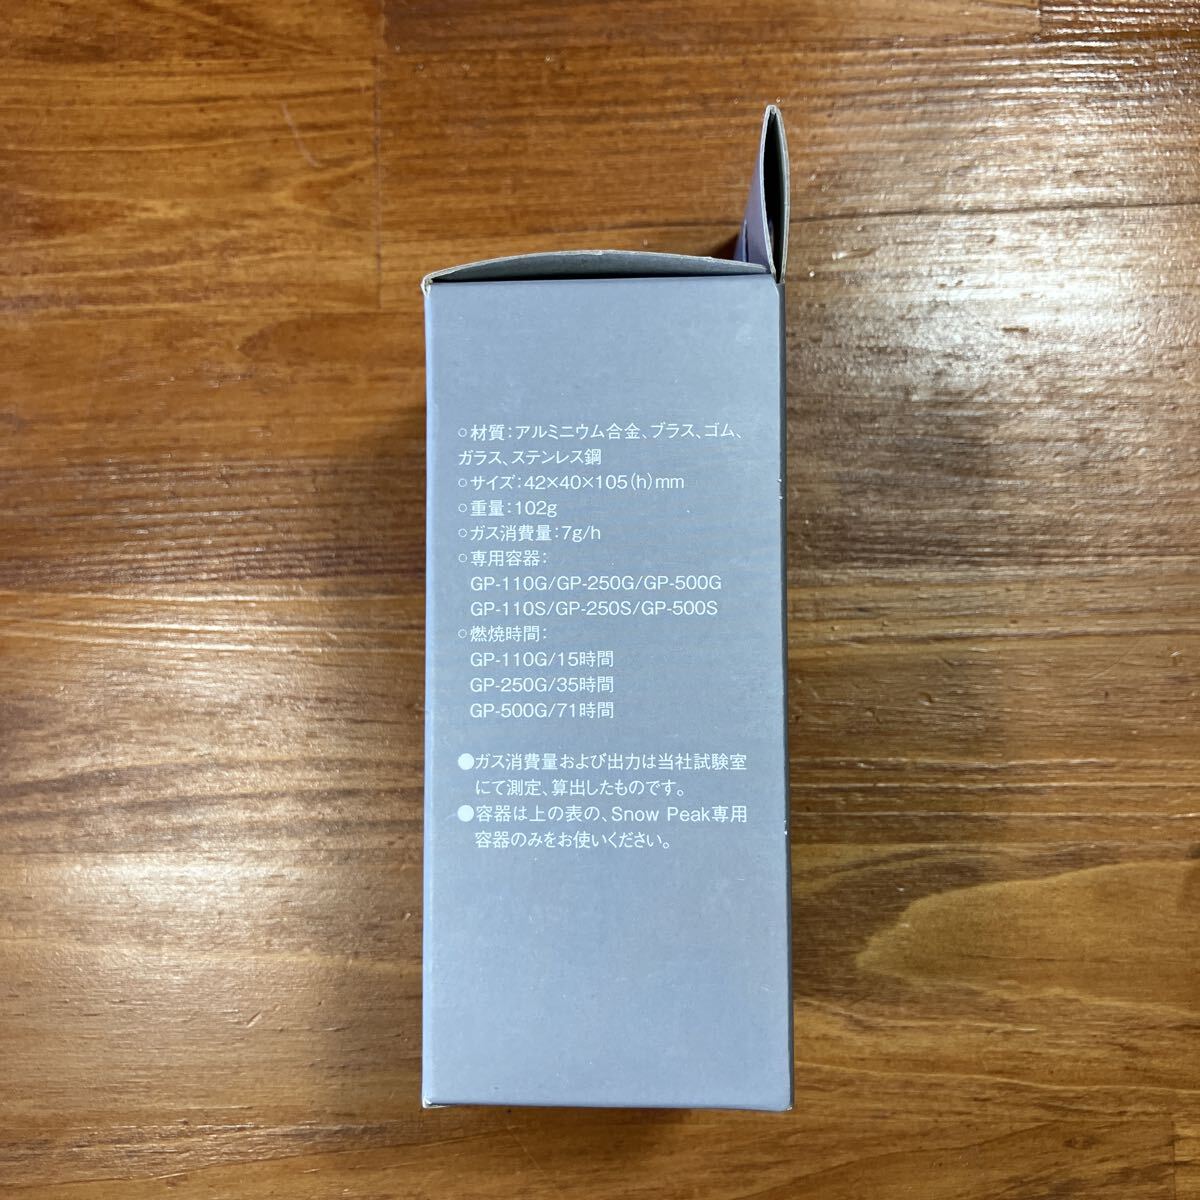 ○材質：アルミニウム合金、ブラス、ゴム、
ガラス、ステンレス鋼
○サイズ：42×40×105（h）mm
○重量：102g
○ガス消費量：7g/h
○専用容器：
GP-110G/GP-250G/GP-500G
GP-110S/GP-250S/GP-500S
○燃焼時間：
GP-110G/15時間
GP-250G/35時間
GP-500G/71時間
●ガス消費量および出力は当社試験室
にて測定、算出したものです。
●容器は上の表の、Snow Peak専用
容器のみをお使いください。